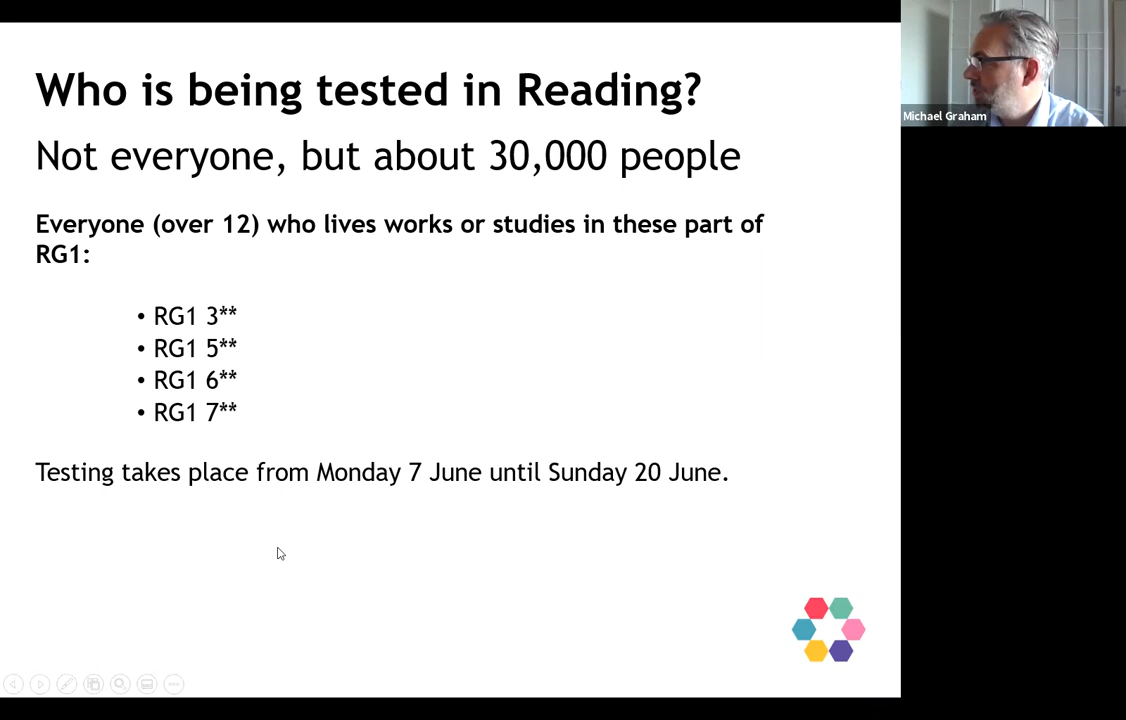 Who is being tested in Reading?
Not everyone, but about 30,000 people
Everyone (over 12) who lives works or studies in these part of
RG1:
• RG1 3**
• RG1 5**
• RG1 6**
• RG1 7**
Testing takes place from Monday 7 June until Sunday 20 June.
Michael Graham